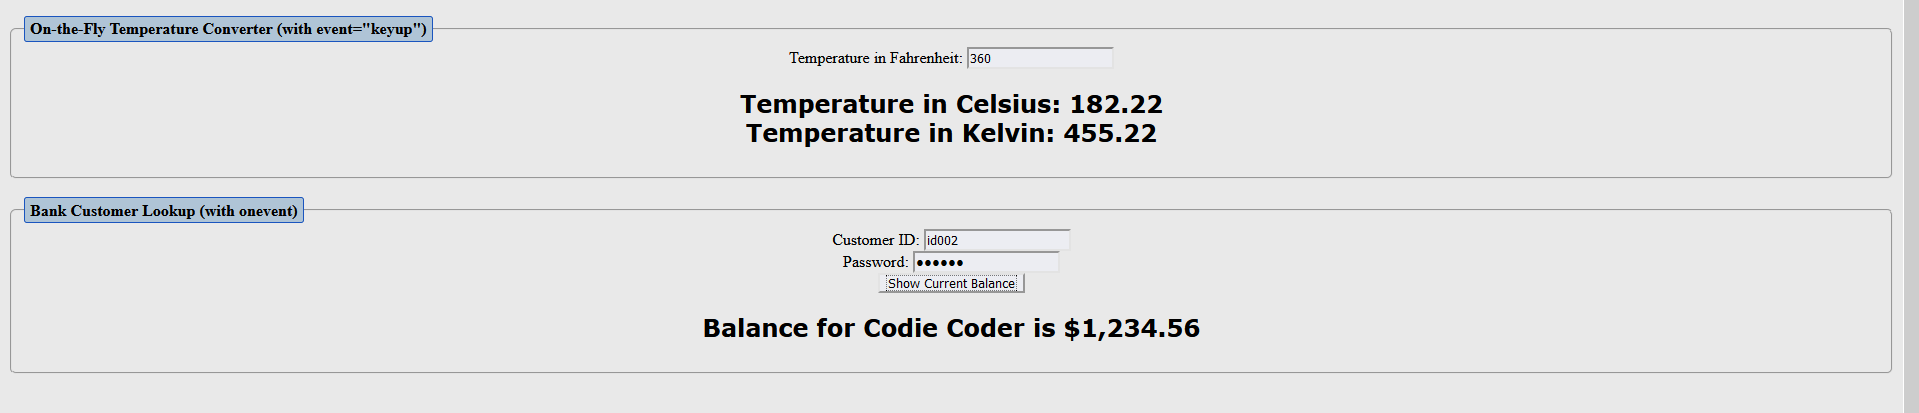 On-the-Fly Temperature Converter (with event="keyup")
Temperature in Fahrenheit: 360
Temperature in Celsius: 182.22
Temperature in Kelvin: 455.22
Bank Customer Lookup (with onevent)
Customer ID: id002
Password: ●●●●●●
Show Current Balance
Balance for Codie Coder is $1,234.56